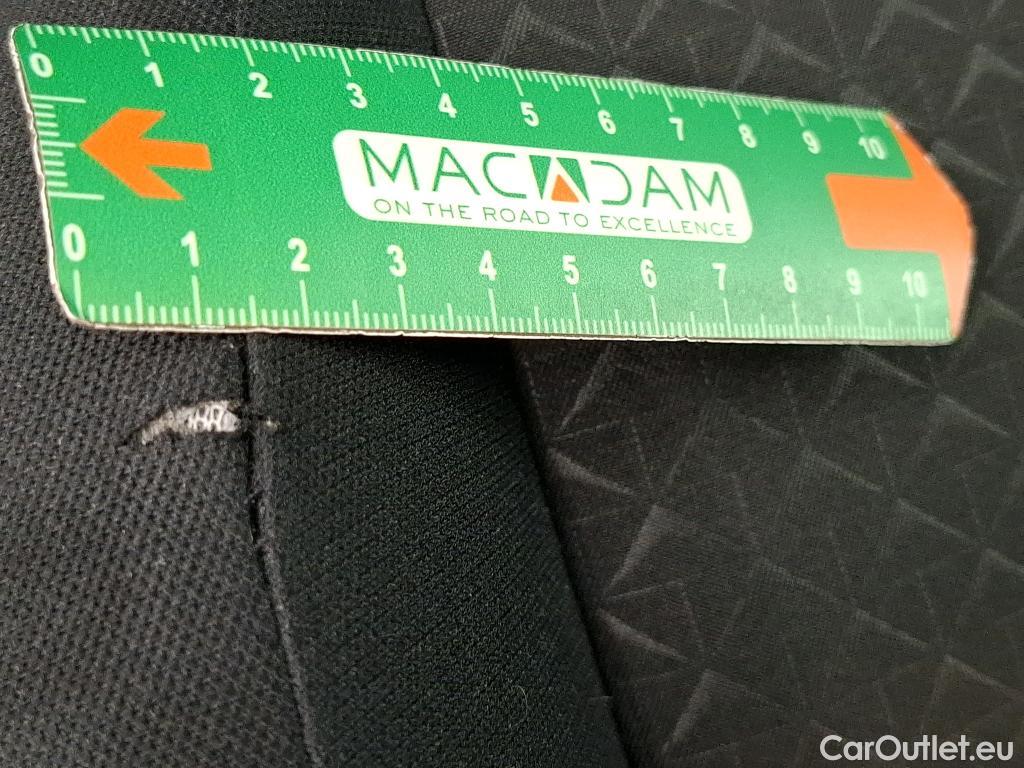 0 1 2 3 4 5 6 7 8 9 10
MACADAM
ON THE ROAD TO EXCELLENCE
0 1 2 3 4 5 6 7 8 9 10
CarOutlet.eu